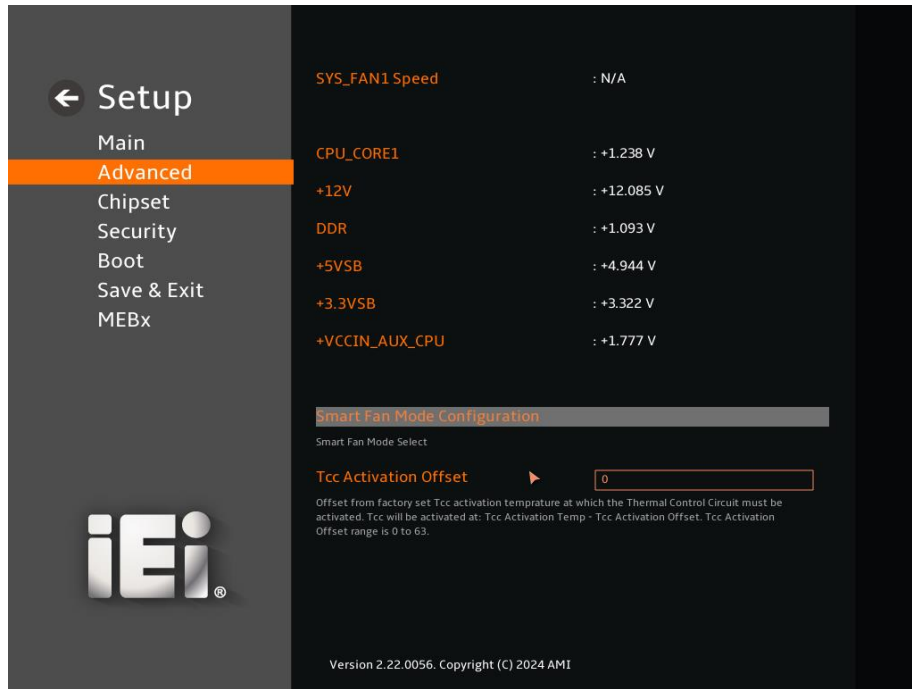 Setup
Main
Advanced
Chipset
Security
Boot
Save & Exit
MEBx
SYS_FAN1 Speed : N/A
CPU_CORE1 : +1.238 V
+12V : +12.085 V
DDR : +1.093 V
+5VSB : +4.944 V
+3.3VSB : +3.322 V
+VCCIN_AUX_CPU : +1.777 V
Smart Fan Mode Configuration
Smart Fan Mode Select
Tcc Activation Offset 0
Offset from factory set Tcc activation temprature at which the Thermal Control Circuit must be
activated. Tcc will be activated at: Tcc Activation Temp - Tcc Activation Offset. Tcc Activation
Offset range is 0 to 63.
iEi ®
Version 2.22.0056. Copyright (C) 2024 AMI